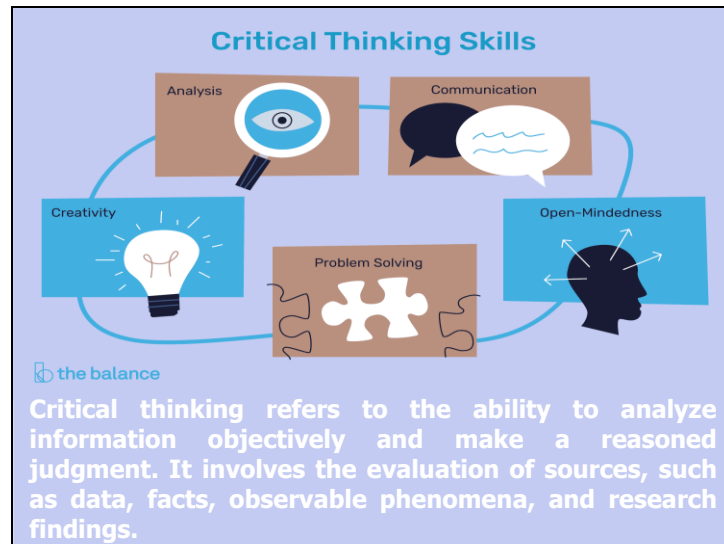 Critical Thinking Skills
Analysis
Communication
Creativity
Open-Mindedness
Problem Solving
the balance
Critical thinking refers to the ability to analyze
information objectively and make a reasoned
judgment. It involves the evaluation of sources, such
as data, facts, observable phenomena, and research
findings.